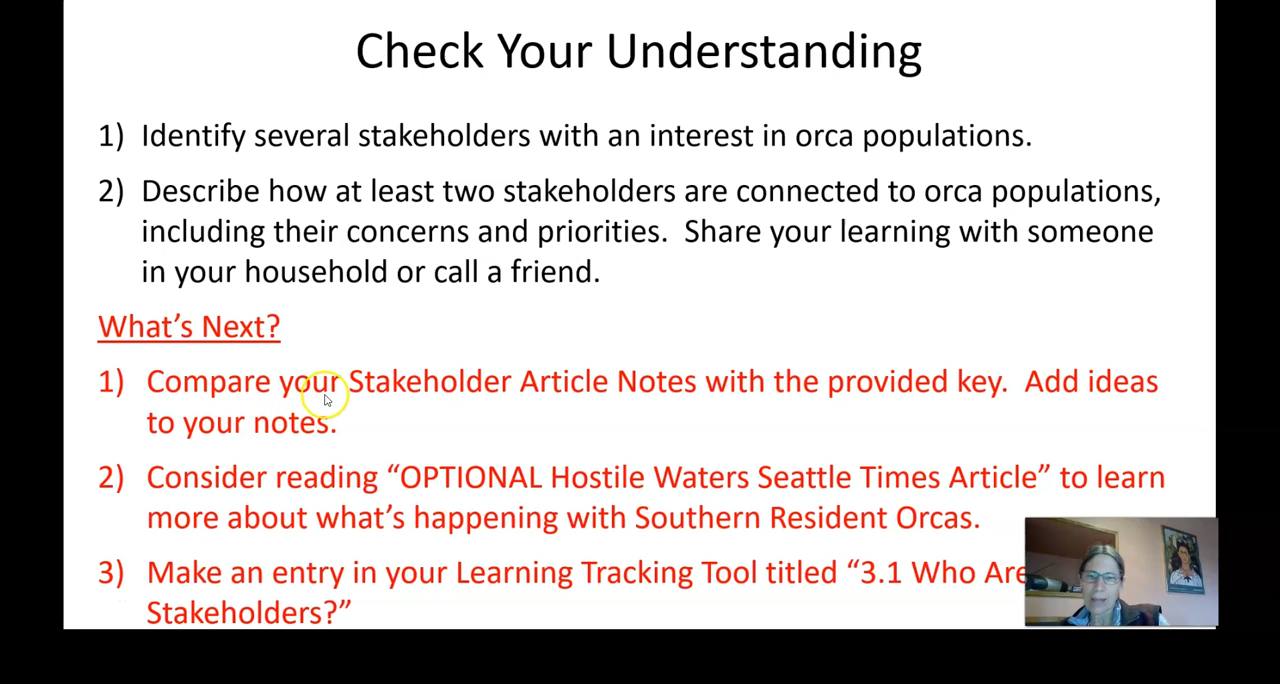 Check Your Understanding
1) Identify several stakeholders with an interest in orca populations.
2) Describe how at least two stakeholders are connected to orca populations,
including their concerns and priorities.  Share your learning with someone
in your household or call a friend.
What’s Next?
1) Compare your Stakeholder Article Notes with the provided key.  Add ideas
to your notes.
2) Consider reading “OPTIONAL Hostile Waters Seattle Times Article” to learn
more about what’s happening with Southern Resident Orcas.
3) Make an entry in your Learning Tracking Tool titled “3.1 Who Are
Stakeholders?”